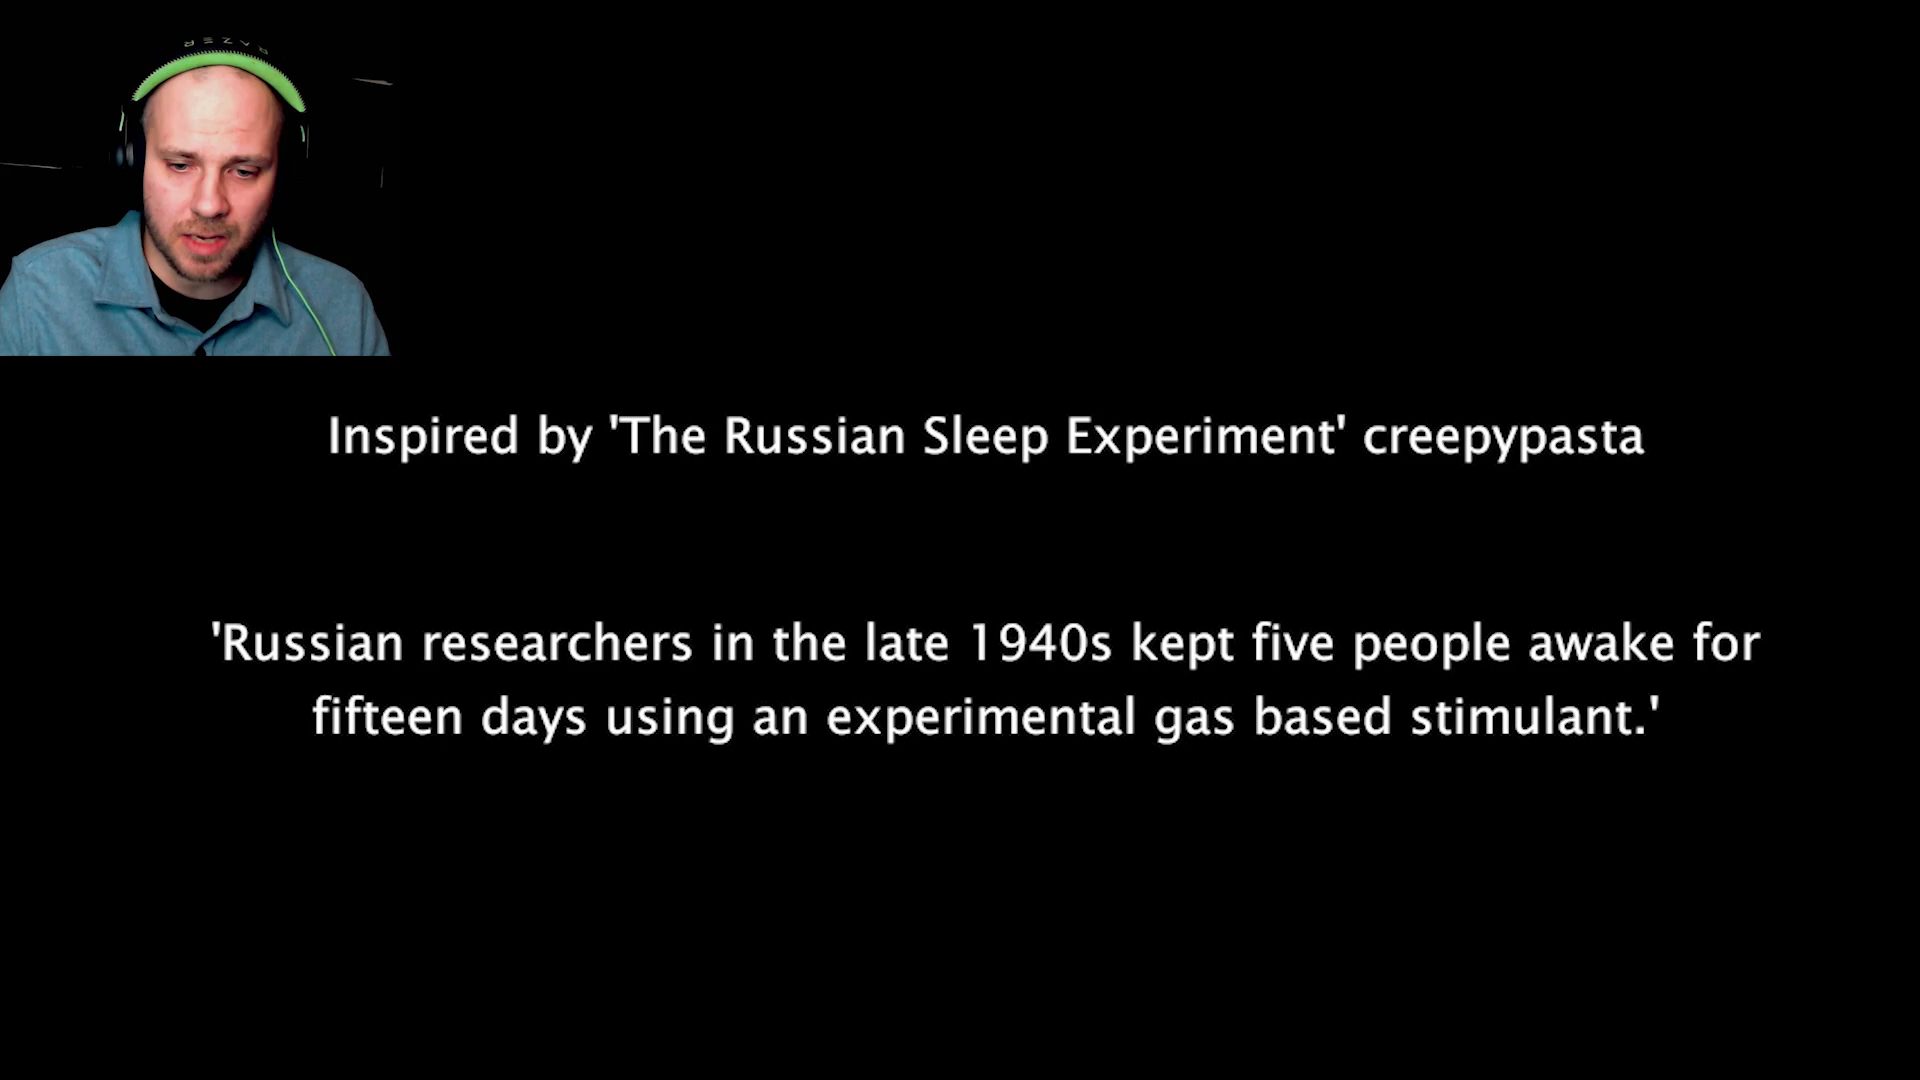 RAZER
Inspired by 'The Russian Sleep Experiment' creepypasta
'Russian researchers in the late 1940s kept five people awake for
fifteen days using an experimental gas based stimulant.'